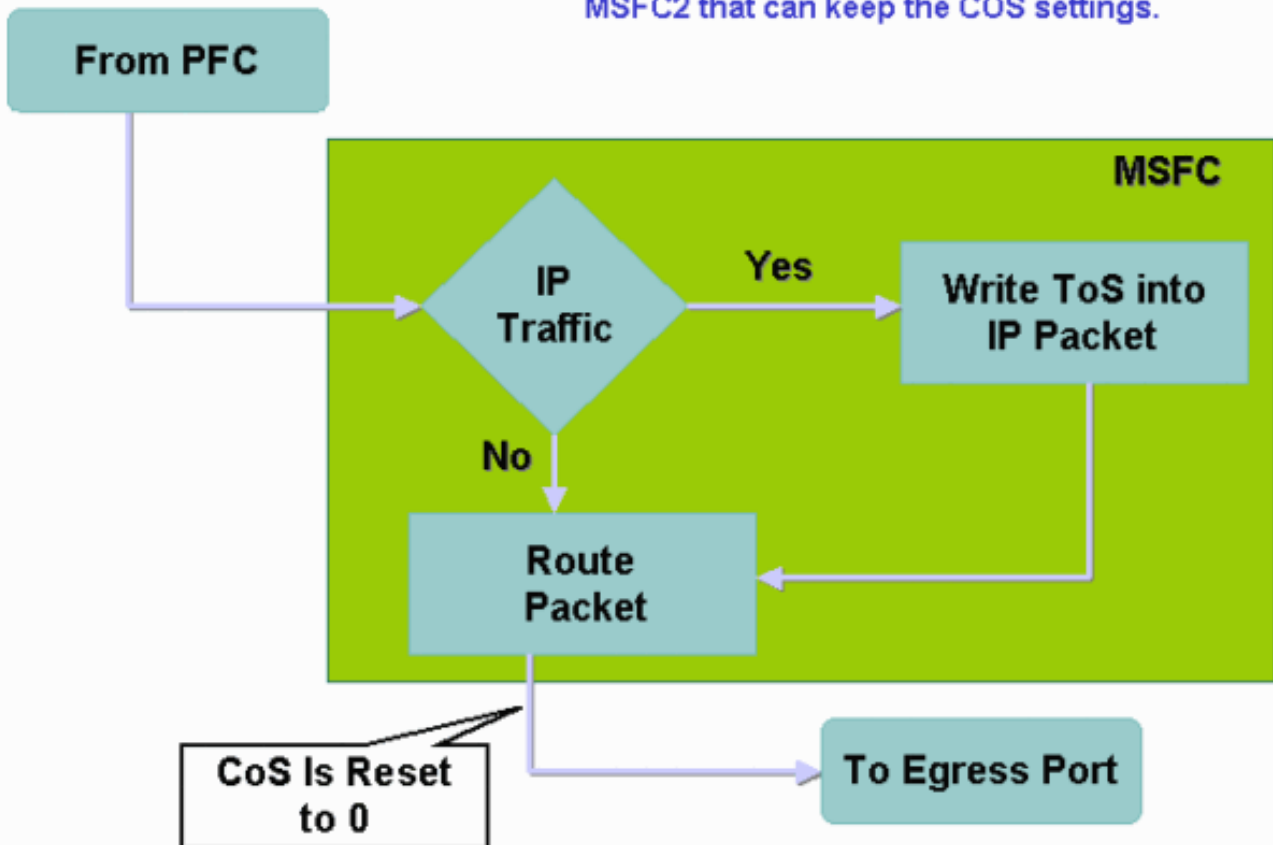 MSFC2 that can keep the COS settings.
From PFC
MSFC
IP
Traffic
Yes
Write ToS into
IP Packet
No
Route
Packet
CoS Is Reset
to 0
To Egress Port